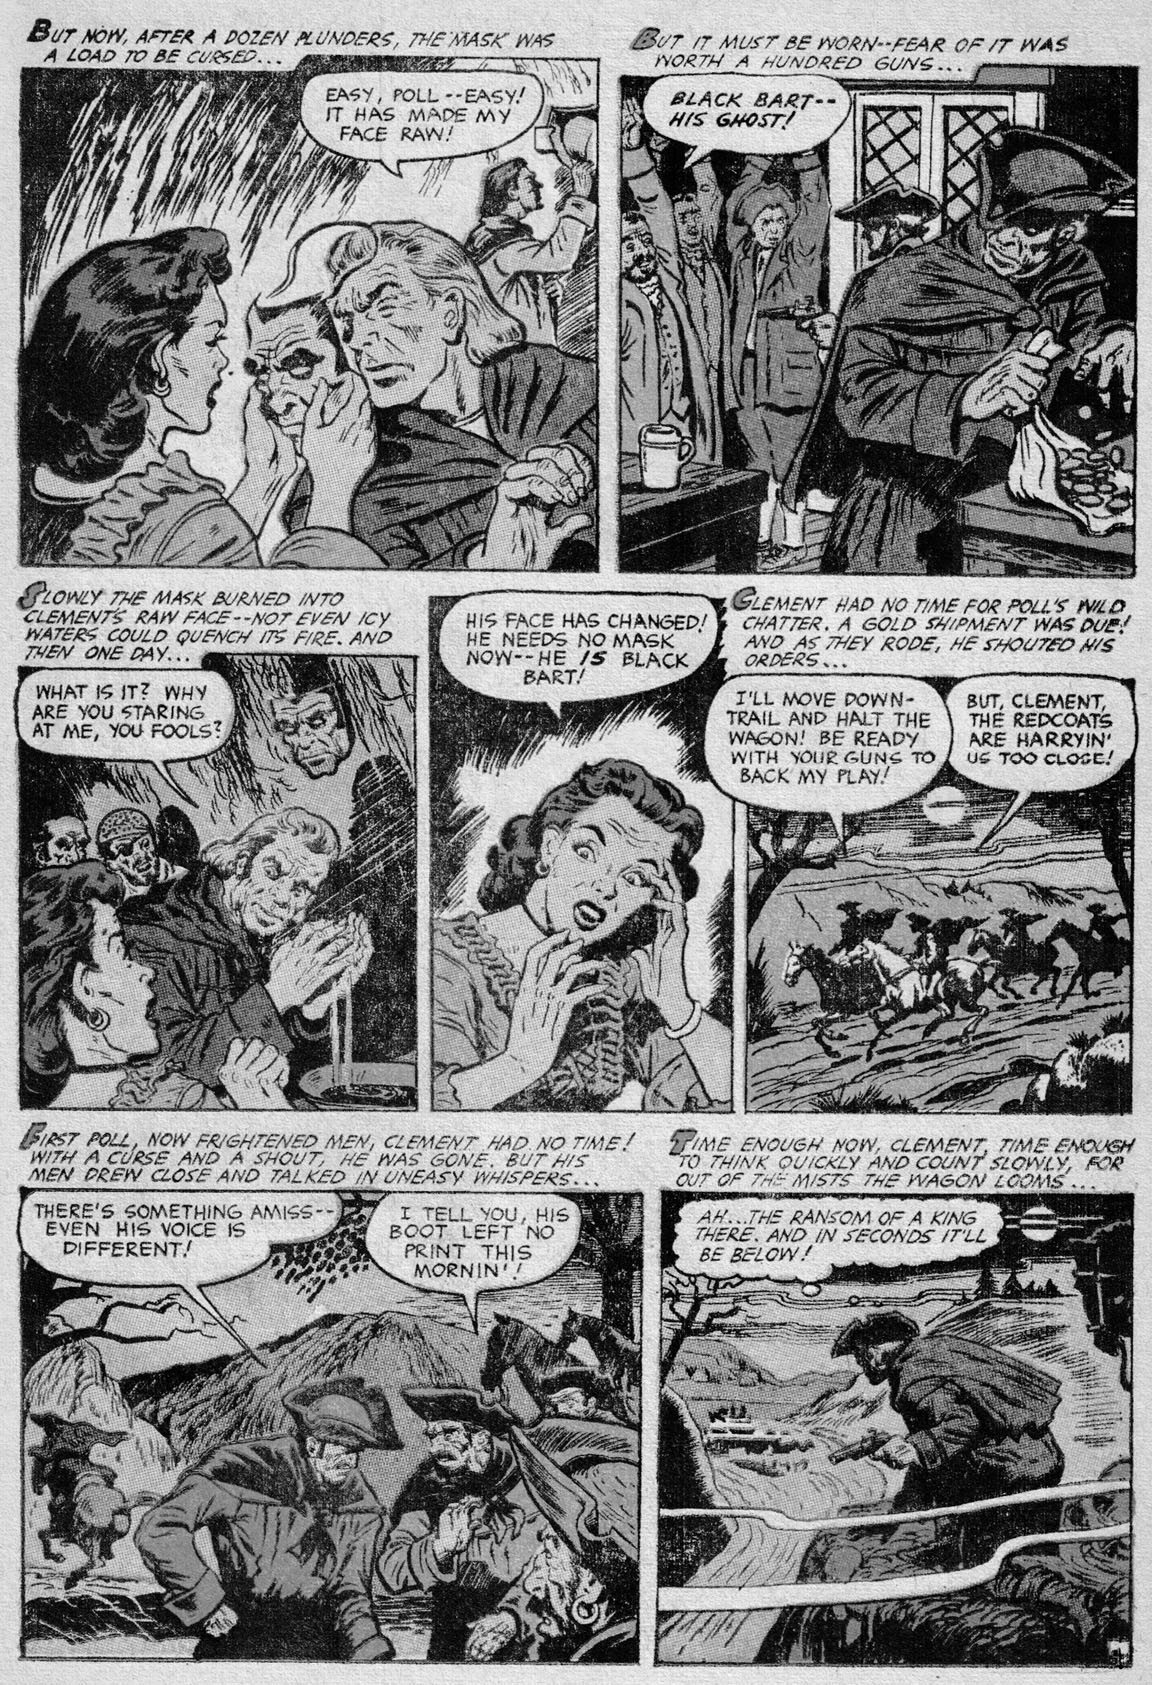 BUT NOW, AFTER A DOZEN PLUNDERS, THE MASK WAS
A LOAD TO BE CURSED...
EASY, POLL--EASY!
IT HAS MADE MY
FACE RAW!
BUT IT MUST BE WORN--FEAR OF IT WAS
WORTH A HUNDRED GUNS...
BLACK BART--
HIS GHOST!
SLOWLY THE MASK BURNED INTO
CLEMENT'S RAW FACE--NOT EVEN ICY
WATERS COULD QUENCH ITS FIRE. AND
THEN ONE DAY...
WHAT IS IT? WHY
ARE YOU STARING
AT ME, YOU FOOLS?
HIS FACE HAS CHANGED!
HE NEEDS NO MASK
NOW--HE IS BLACK
BART!
CLEMENT HAD NO TIME FOR POLL'S WILD
CHATTER. A GOLD SHIPMENT WAS DUE!
AND AS THEY RODE, HE SHOUTED HIS
ORDERS...
I'LL MOVE DOWN-
TRAIL AND HALT THE
WAGON! BE READY
WITH YOUR GUNS TO
BACK MY PLAY!
BUT, CLEMENT,
THE REDCOATS
ARE HARRYIN'
US TOO CLOSE!
FIRST POLL, NOW FRIGHTENED MEN, CLEMENT HAD NO TIME!
WITH A CURSE AND A SHOUT, HE WAS GONE. BUT HIS
MEN DREW CLOSE AND TALKED IN UNEASY WHISPERS...
THERE'S SOMETHING AMISS--
EVEN HIS VOICE IS
DIFFERENT!
I TELL YOU, HIS
BOOT LEFT NO
PRINT THIS
MORNIN'!
TIME ENOUGH NOW, CLEMENT, TIME ENOUGH
TO THINK QUICKLY AND COUNT SLOWLY, FOR
OUT OF THE MISTS THE WAGON LOOMS...
AH...THE RANSOM OF A KING
THERE. AND IN SECONDS IT'LL
BE BELOW!